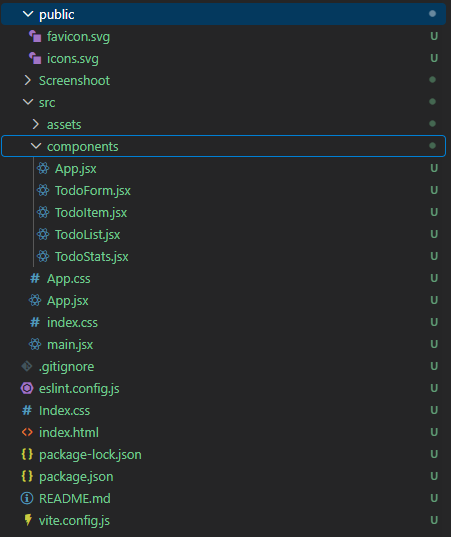 public
favicon.svg U
icons.svg U
Screenshoot
src
assets
components
App.jsx U
TodoForm.jsx U
TodoItem.jsx U
TodoList.jsx U
TodoStats.jsx U
App.css U
App.jsx U
index.css U
main.jsx U
.gitignore U
eslint.config.js U
Index.css U
index.html U
package-lock.json U
package.json U
README.md U
vite.config.js U